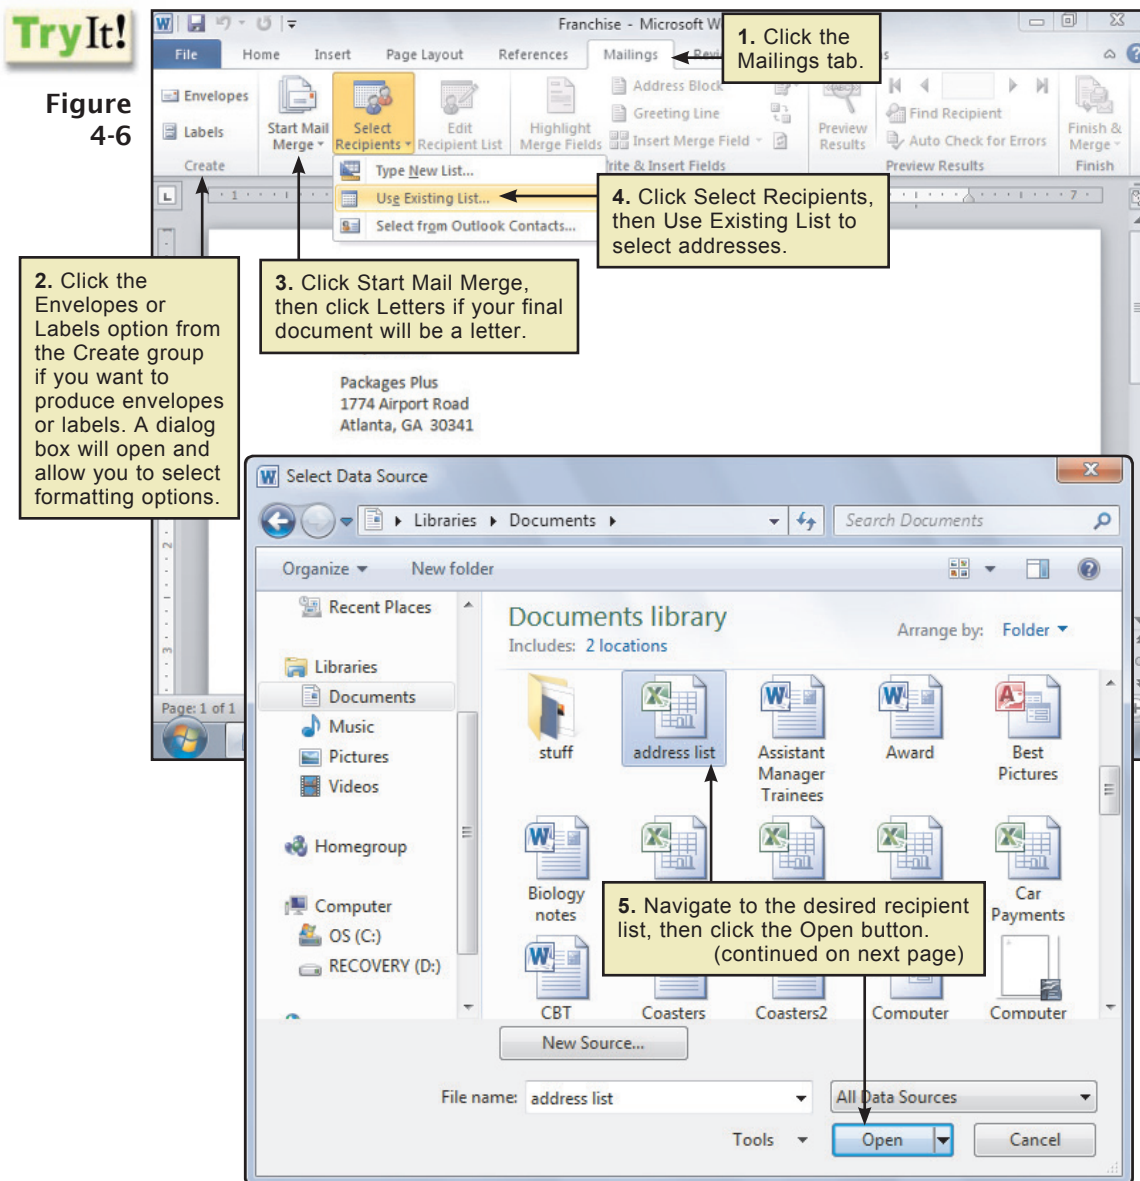 TryIt!
Figure
4-6
Franchise - Microsoft W
File Home Insert Page Layout References Mailings
1. Click the
Mailings tab.
Envelopes
Labels
Create
Start Mail
Merge
Select
Recipients
Edit
Recipient List
Highlight
Merge Fields
Address Block
Greeting Line
Insert Merge Field
rite & Insert Fields
Preview
Results
Find Recipient
Auto Check for Errors
Preview Results
Finish &
Merge
Finish
Type New List...
Use Existing List...
Select from Outlook Contacts...
4. Click Select Recipients,
then Use Existing List to
select addresses.
2. Click the
Envelopes or
Labels option from
the Create group
if you want to
produce envelopes
or labels. A dialog
box will open and
allow you to select
formatting options.
3. Click Start Mail Merge,
then click Letters if your final
document will be a letter.
Packages Plus
1774 Airport Road
Atlanta, GA 30341
Page: 1 of 1
Select Data Source
Libraries Documents
Search Documents
Organize New folder
Recent Places
Libraries
Documents
Music
Pictures
Videos
Homegroup
Computer
OS (C:)
RECOVERY (D:)
Documents library
Includes: 2 locations
Arrange by: Folder
stuff
address list
Assistant
Manager
Trainees
Award
Best
Pictures
Biology
notes
Car
Payments
5. Navigate to the desired recipient
list, then click the Open button.
(continued on next page)
CBT
Coasters
Coasters2
Computer
Computer
New Source...
File name: address list
All Data Sources
Tools
Open
Cancel